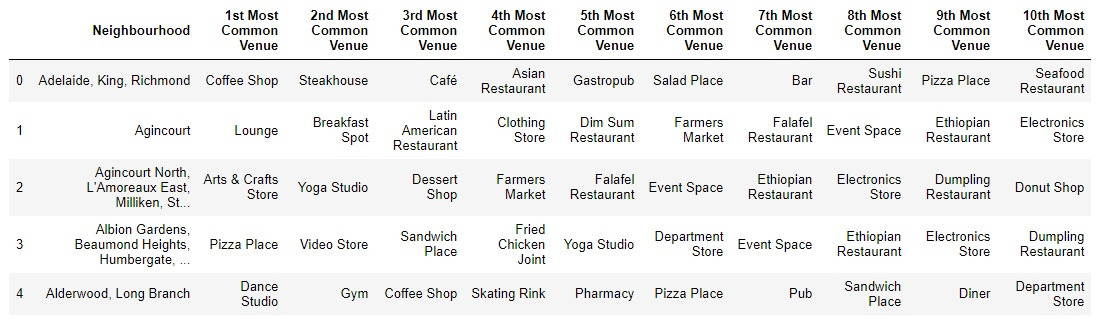 Neighbourhood 1st Most Common Venue 2nd Most Common Venue 3rd Most Common Venue 4th Most Common Venue 5th Most Common Venue 6th Most Common Venue 7th Most Common Venue 8th Most Common Venue 9th Most Common Venue 10th Most Common Venue
0 Adelaide, King, Richmond Coffee Shop Steakhouse Café Asian Restaurant Gastropub Salad Place Bar Sushi Restaurant Pizza Place Seafood Restaurant
1 Agincourt Lounge Breakfast Spot Latin American Restaurant Clothing Store Dim Sum Restaurant Farmers Market Falafel Restaurant Event Space Ethiopian Restaurant Electronics Store
2 Agincourt North, L'Amoreaux East, Milliken, St... Arts & Crafts Store Yoga Studio Dessert Shop Farmers Market Falafel Restaurant Event Space Ethiopian Restaurant Electronics Store Dumpling Restaurant Donut Shop
3 Albion Gardens, Beaumond Heights, Humbergate, ... Pizza Place Video Store Sandwich Place Fried Chicken Joint Yoga Studio Department Store Event Space Ethiopian Restaurant Electronics Store Dumpling Restaurant
4 Alderwood, Long Branch Dance Studio Gym Coffee Shop Skating Rink Pharmacy Pizza Place Pub Sandwich Place Diner Department Store